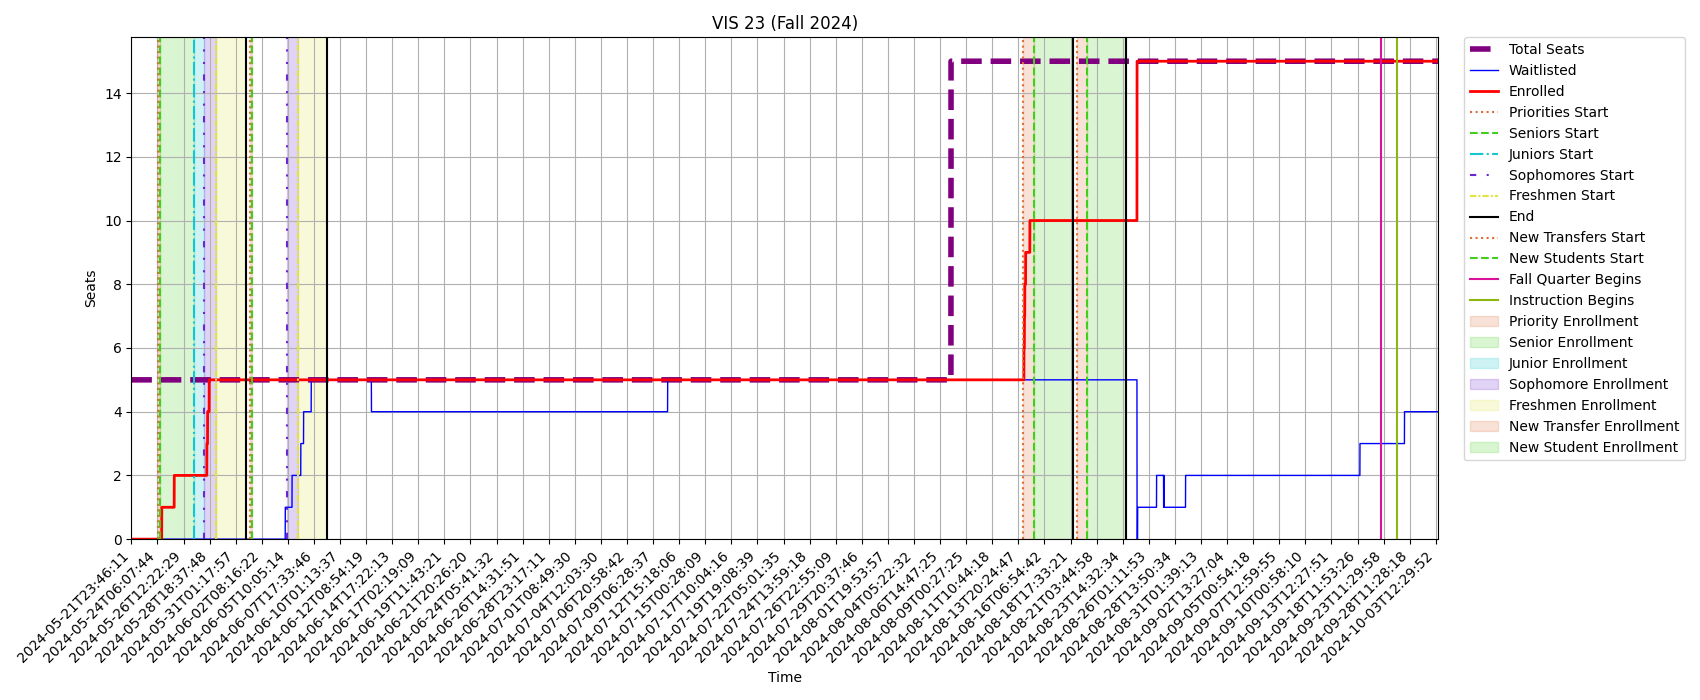 VIS 23 (Fall 2024)
Seats
14
12
10
8
6
4
2
0
2024-05-21T23:46:11
2024-05-24T06:07:44
2024-05-26T12:22:29
2024-05-28T18:37:48
2024-05-31T01:17:57
2024-06-02T08:16:22
2024-06-05T10:05:14
2024-06-07T17:33:46
2024-06-10T01:13:37
2024-06-12T08:54:19
2024-06-14T17:22:13
2024-06-17T02:19:09
2024-06-19T11:43:21
2024-06-21T20:26:20
2024-06-24T05:41:32
2024-06-26T14:31:51
2024-06-28T23:17:11
2024-07-01T08:49:30
2024-07-04T12:03:30
2024-07-06T20:58:42
2024-07-09T06:28:37
2024-07-12T15:18:06
2024-07-15T00:28:09
2024-07-17T10:04:16
2024-07-19T19:08:39
2024-07-22T05:01:35
2024-07-24T13:59:18
2024-07-26T22:55:09
2024-07-29T20:37:46
2024-08-01T19:53:57
2024-08-04T05:22:32
2024-08-06T14:47:25
2024-08-09T00:27:25
2024-08-11T10:44:18
2024-08-13T20:24:47
2024-08-16T06:54:42
2024-08-18T17:33:21
2024-08-21T03:44:58
2024-08-23T14:32:34
2024-08-26T01:11:53
2024-08-28T13:50:34
2024-08-31T01:39:13
2024-09-02T13:27:04
2024-09-05T00:54:18
2024-09-07T12:59:55
2024-09-10T00:58:10
2024-09-13T12:27:51
2024-09-18T11:53:26
2024-09-23T11:29:58
2024-09-28T11:28:18
2024-10-03T12:29:52
Time
Total Seats
Waitlisted
Enrolled
Priorities Start
Seniors Start
Juniors Start
Sophomores Start
Freshmen Start
End
New Transfers Start
New Students Start
Fall Quarter Begins
Instruction Begins
Priority Enrollment
Senior Enrollment
Junior Enrollment
Sophomore Enrollment
Freshmen Enrollment
New Transfer Enrollment
New Student Enrollment